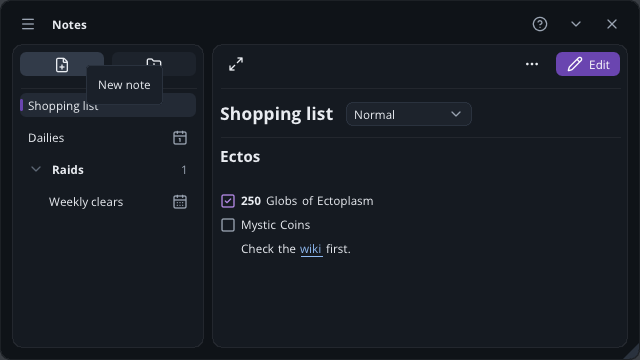 Notes
New note
Edit
Shopping list
Dailies
Raids 1
Weekly clears
Shopping list Normal
Ectos
250 Globs of Ectoplasm
Mystic Coins
Check the wiki first.